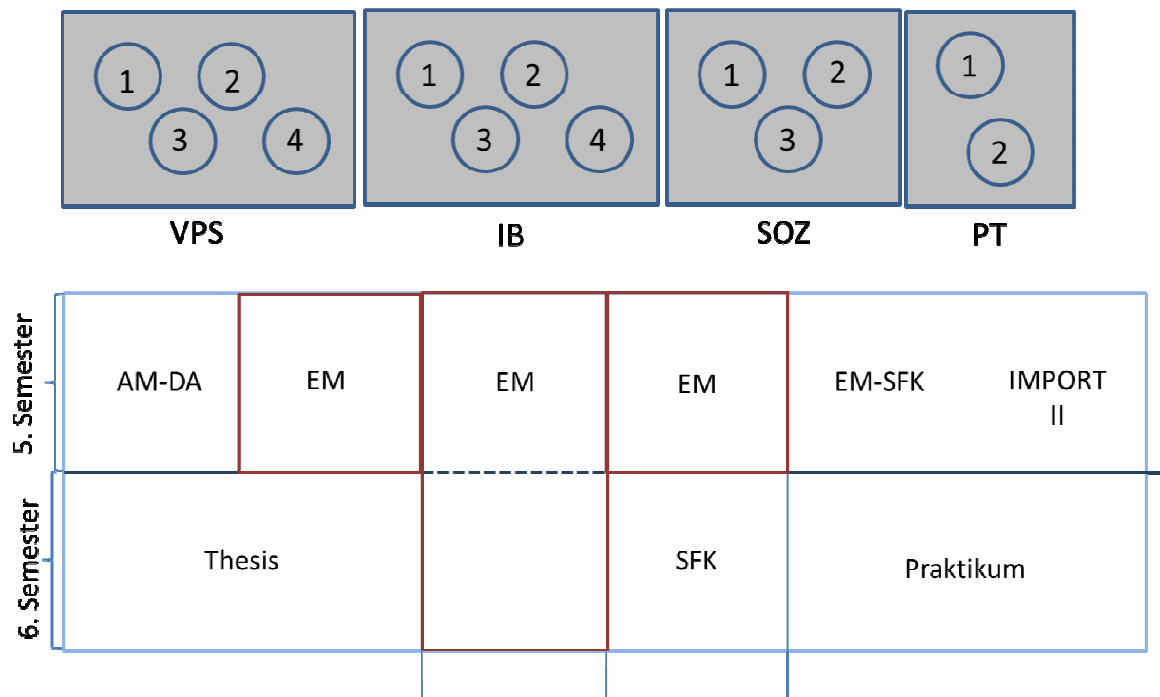 1 2 3 4
1 2 3 4
1 2 3
1 2
VPS IB SOZ PT
5. Semester
AM-DA EM EM EM EM-SFK IMPORT
II
6. Semester
Thesis SFK Praktikum